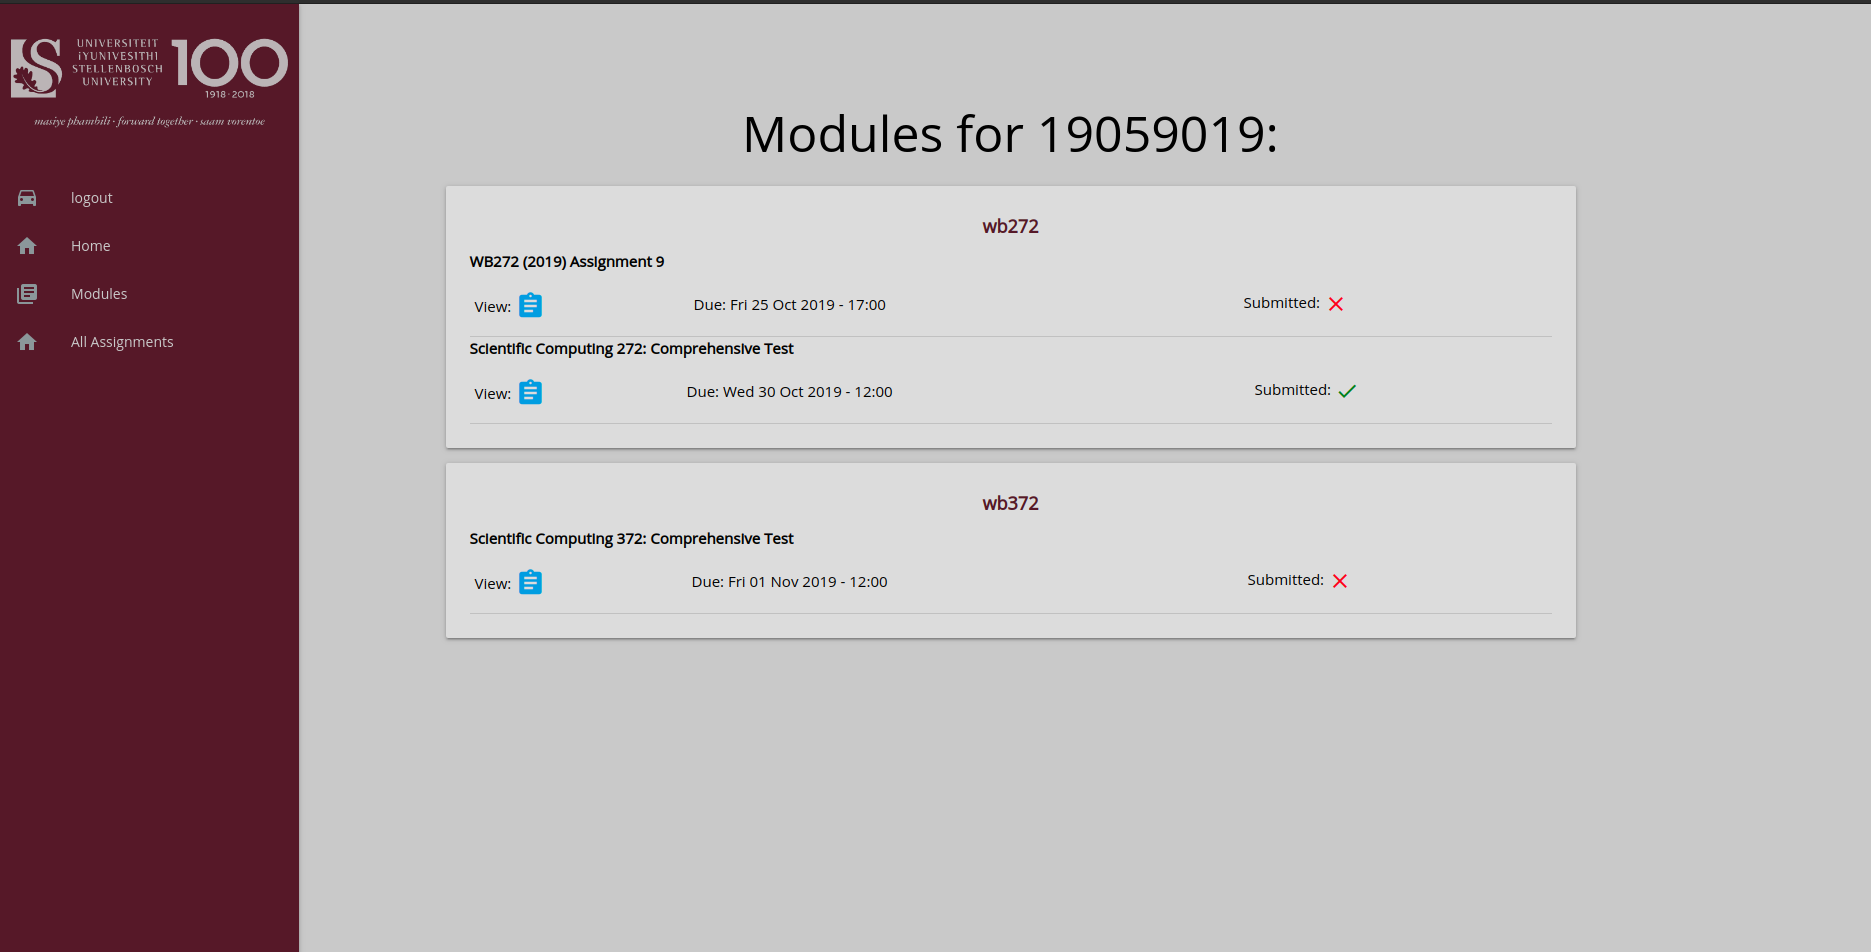 UNIVERSITEIT
iYUNIVESITHI
STELLENBOSCH
UNIVERSITY
100
1918 · 2018
masiye phambili · forward together · saam vorentoe
logout
Home
Modules
All Assignments
Modules for 19059019:
wb272
WB272 (2019) Assignment 9
View:
Due: Fri 25 Oct 2019 - 17:00
Submitted:
Scientific Computing 272: Comprehensive Test
View:
Due: Wed 30 Oct 2019 - 12:00
Submitted:
wb372
Scientific Computing 372: Comprehensive Test
View:
Due: Fri 01 Nov 2019 - 12:00
Submitted: